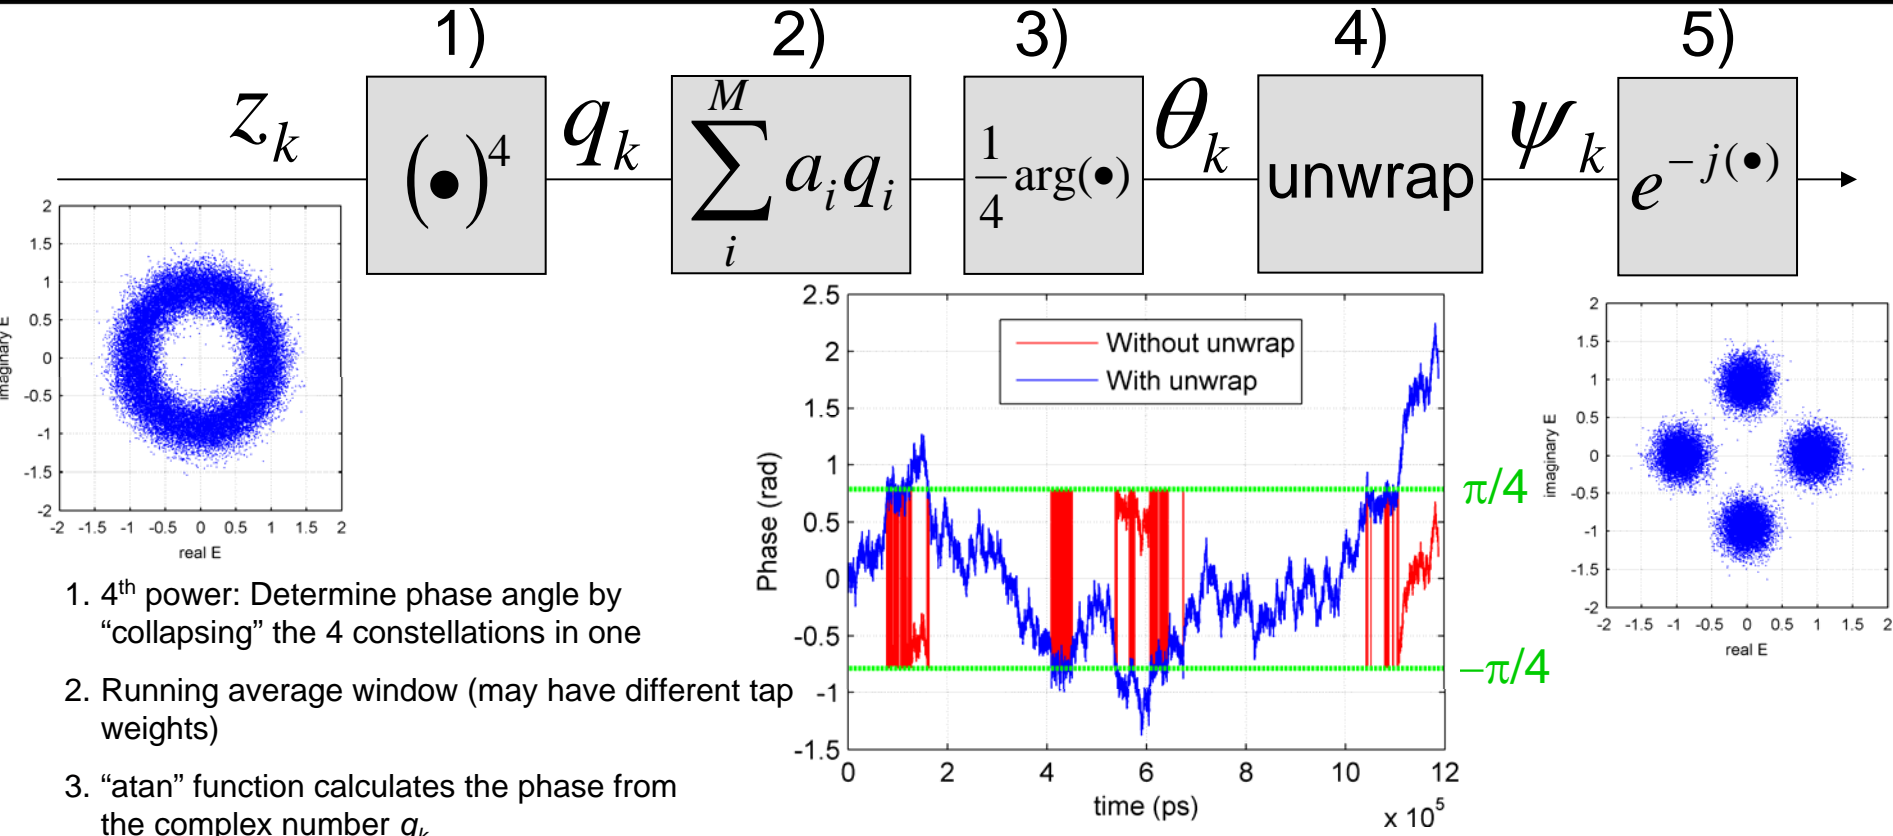 1) 2) 3) 4) 5)
z_k (•)^4 q_k \sum_{i}^{M} a_i q_i \frac{1}{4} arg(•) θ_k unwrap ψ_k e^{-j(•)}
2
1.5
1
0.5
0
-0.5
-1
-1.5
-2
imaginary E
-2 -1.5 -1 -0.5 0 0.5 1 1.5 2
real E
1. 4th power: Determine phase angle by
“collapsing” the 4 constellations in one
2. Running average window (may have different tap
weights)
3. “atan” function calculates the phase from
the complex number q_k
2.5
2
1.5
1
0.5
0
-0.5
-1
-1.5
Phase (rad)
Without unwrap
With unwrap
0 2 4 6 8 10 12
time (ps)
x 10^5
π/4
–π/4
2
1.5
1
0.5
0
-0.5
-1
-1.5
-2
imaginary E
-2 -1.5 -1 -0.5 0 0.5 1 1.5 2
real E